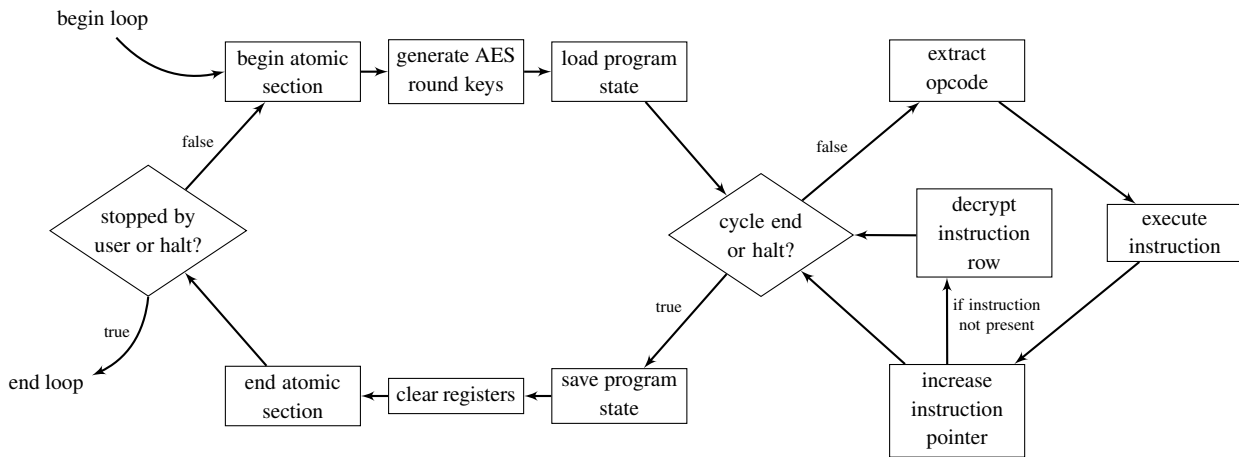 begin loop
begin atomic
section
generate AES
round keys
load program
state
extract
opcode
false
false
stopped by
user or halt?
cycle end
or halt?
decrypt
instruction
row
execute
instruction
true
true
if instruction
not present
end loop
end atomic
section
clear registers
save program
state
increase
instruction
pointer